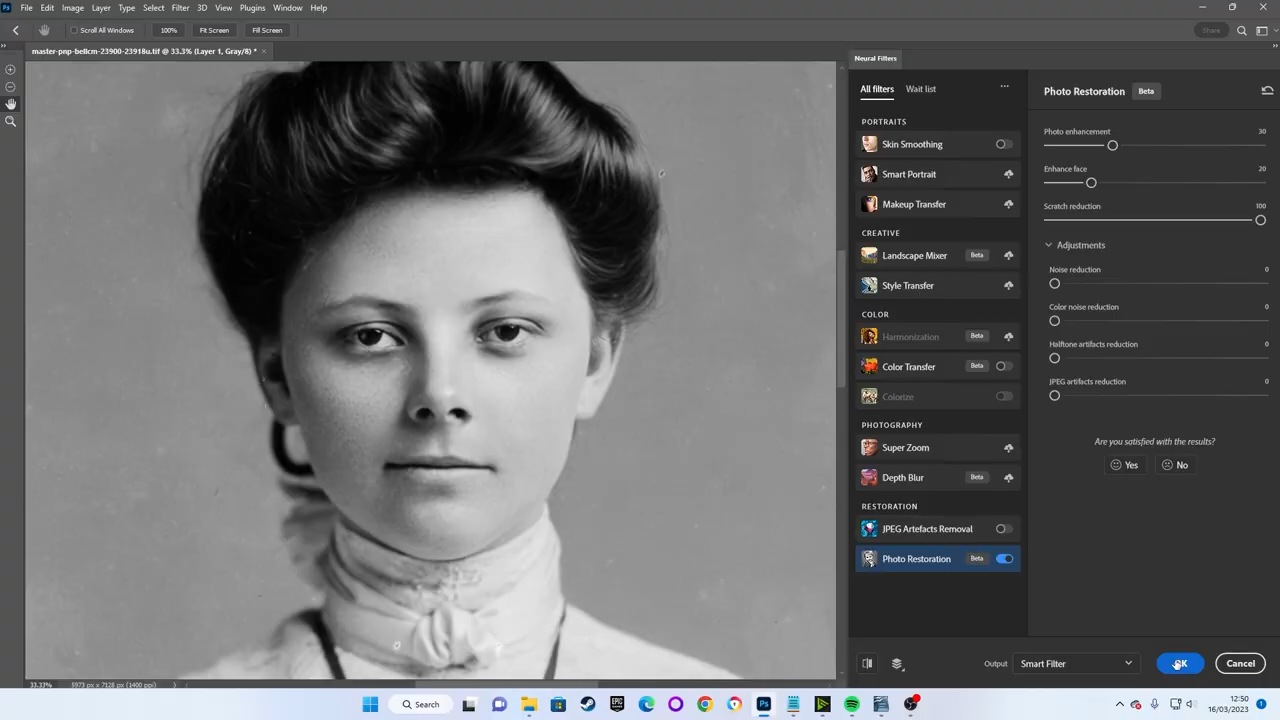 Ps File Edit Image Layer Type Select Filter 3D View Plugins Window Help
Scroll All Windows 100% Fit Screen Fill Screen Share
master-pnp-bellcm-23900-23918u.tif @ 33.3% (Layer 1, Gray/8) *
Neural Filters
All filters Wait list
PORTRAITS
Skin Smoothing
Smart Portrait
Makeup Transfer
CREATIVE
Landscape Mixer Beta
Style Transfer
COLOR
Harmonization Beta
Color Transfer Beta
Colorize
PHOTOGRAPHY
Super Zoom
Depth Blur Beta
RESTORATION
JPEG Artefacts Removal
Photo Restoration Beta
Photo Restoration Beta
Photo enhancement 30
Enhance face 20
Scratch reduction 100
Adjustments
Noise reduction 0
Color noise reduction 0
Halftone artifacts reduction 0
JPEG artifacts reduction 0
Are you satisfied with the results?
Yes No
Output Smart Filter OK Cancel
33.33% 5973 px x 7128 px (1400 ppi)
Search
EPIC
Ps
12:50
16/03/2023